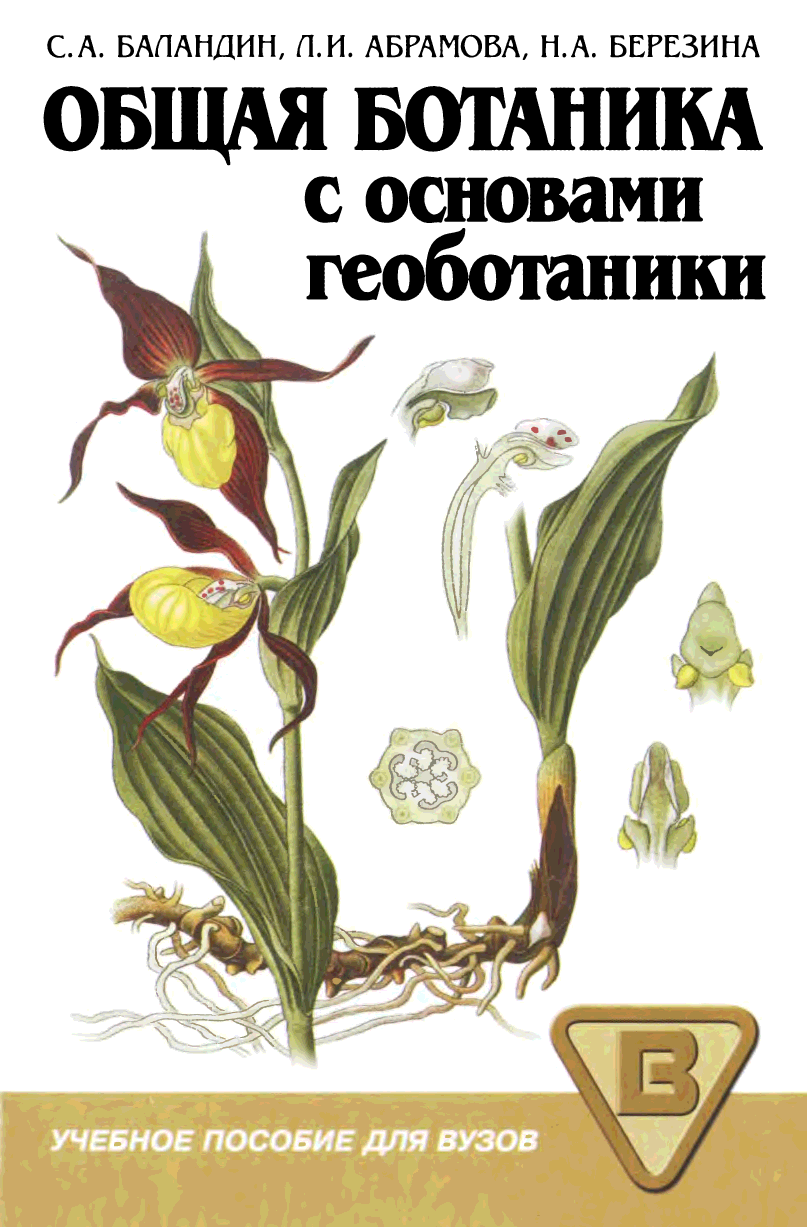 С.А. БАЛАНДИН, Л.И. АБРАМОВА, Н.А. БЕРЕЗИНА
ОБЩАЯ БОТАНИКА
с основами
геоботаники
УЧЕБНОЕ ПОСОБИЕ ДЛЯ ВУЗОВ
В